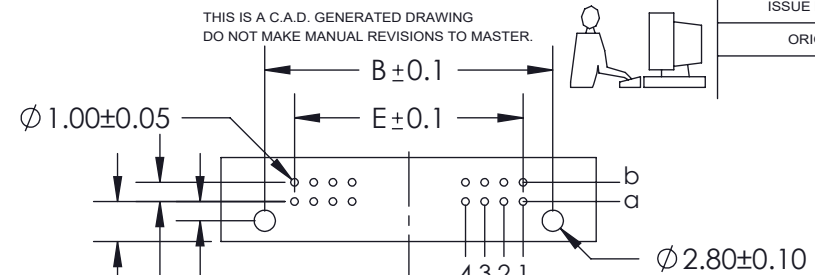 THIS IS A C.A.D. GENERATED DRAWING
DO NOT MAKE MANUAL REVISIONS TO MASTER.
ISSUE
B ±0.1
E ±0.1
Ø 1.00±0.05
b
a
4 3 2 1
Ø 2.80±0.10